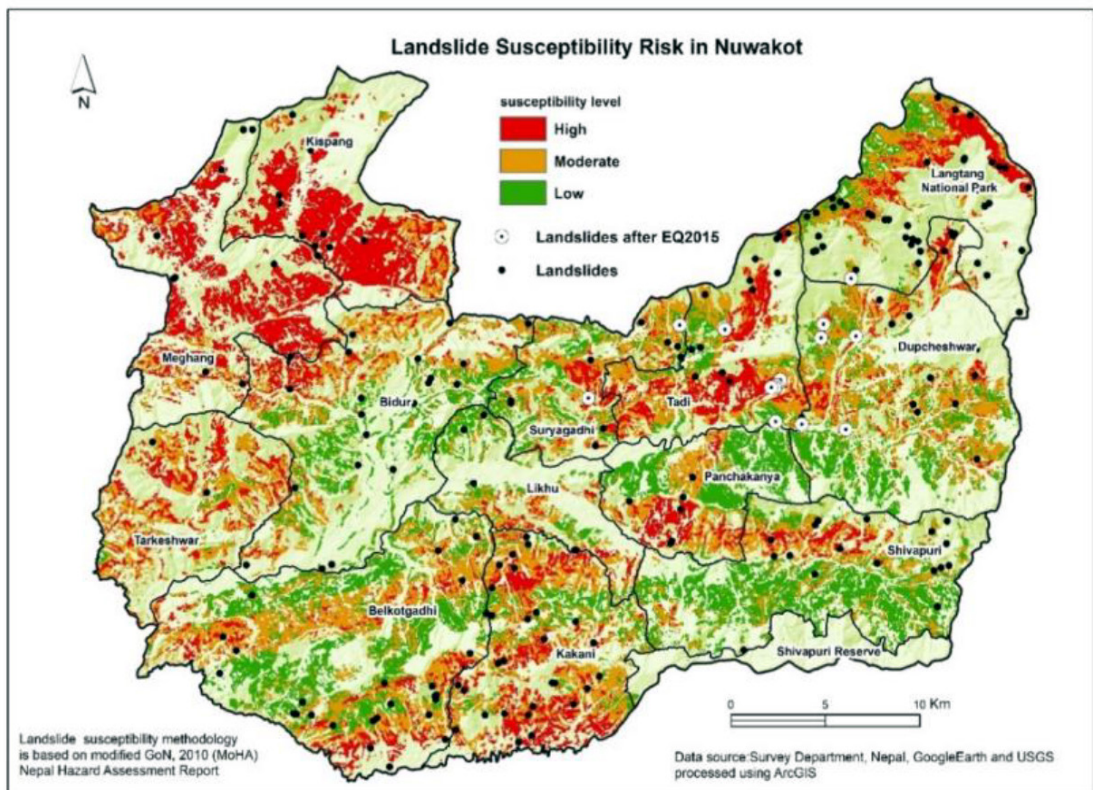 Landslide Susceptibility Risk in Nuwakot
N
susceptibility level
High
Moderate
Low
Landslides after EQ2015
Landslides
Kispang
Langtang
National Park
Meghang
Bidur
Dupcheshwar
Tadi
Suryagadhi
Panchakanya
Likhu
Tarkeshwar
Shivapuri
Belkotgadhi
Kakani
Shivapuri Reserve
0 5 10 Km
Landslide susceptibility methodology
is based on modified GoN, 2010 (MoHA)
Nepal Hazard Assessment Report
Data source:Survey Department, Nepal, GoogleEarth and USGS
processed using ArcGIS